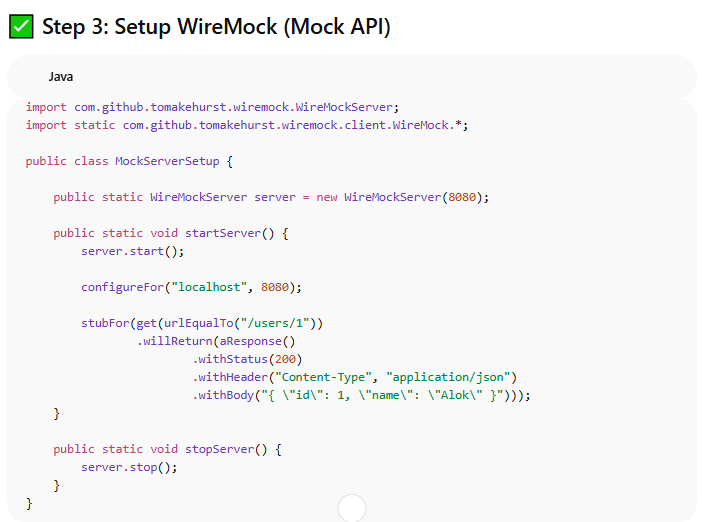 ✅ Step 3: Setup WireMock (Mock API)
Java
import com.github.tomakehurst.wiremock.WireMockServer;
import static com.github.tomakehurst.wiremock.client.WireMock.*;
public class MockServerSetup {
public static WireMockServer server = new WireMockServer(8080);
public static void startServer() {
server.start();
configureFor("localhost", 8080);
stubFor(get(urlEqualTo("/users/1"))
.willReturn(aResponse()
.withStatus(200)
.withHeader("Content-Type", "application/json")
.withBody("{ \"id\": 1, \"name\": \"Alok\" }")));
}
public static void stopServer() {
server.stop();
}
}